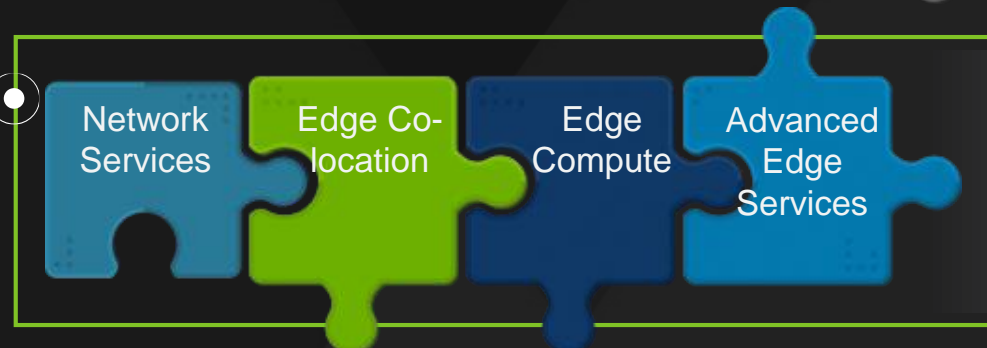 Network
Services
Edge Co-
location
Edge
Compute
Advanced
Edge
Services